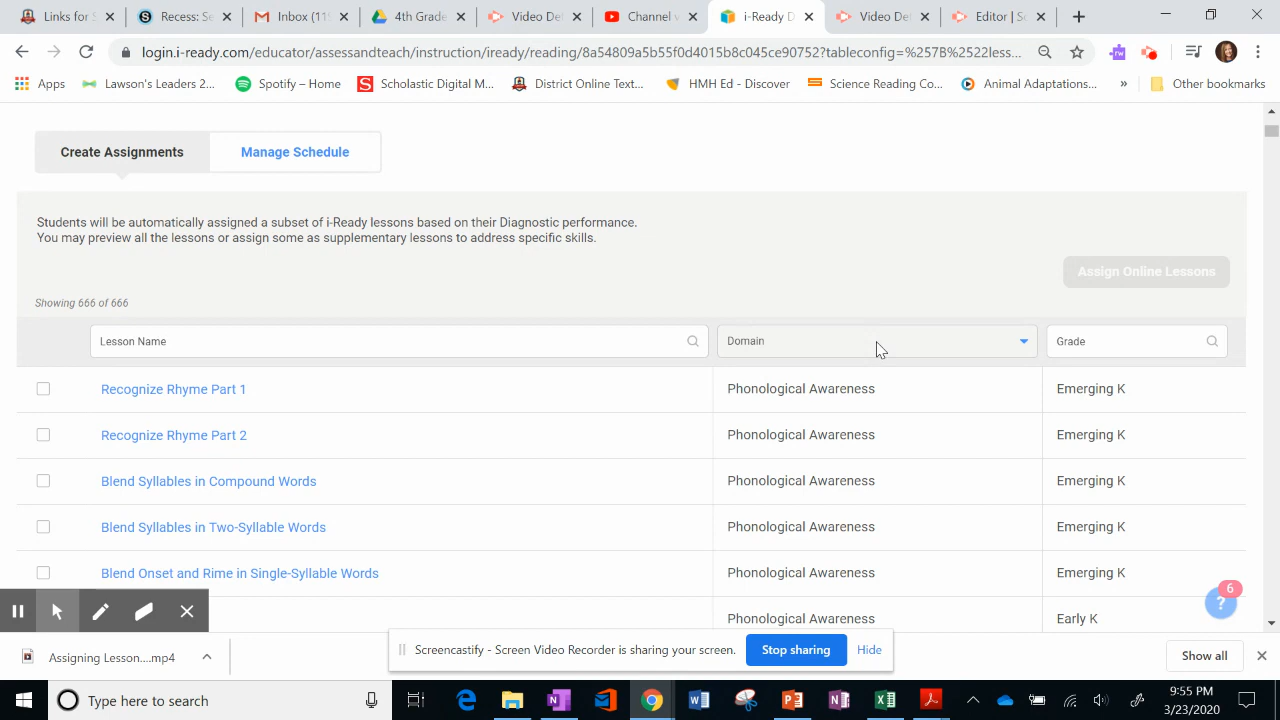 Links for S
Recess: Se
Inbox (119
4th Grade
Video Det
Channel v
i-Ready D
Video Det
Editor | Sc
login.i-ready.com/educator/assessandteach/instruction/iready/reading/8a54809a5b55f0d4015b8c045ce90752?tableconfig=%257B%2522less...
rw
Apps
Lawson's Leaders 2...
Spotify – Home
Scholastic Digital M...
District Online Text...
HMH Ed - Discover
Science Reading Co...
Animal Adaptations...
»
Other bookmarks
Create Assignments
Manage Schedule
Students will be automatically assigned a subset of i-Ready lessons based on their Diagnostic performance.
You may preview all the lessons or assign some as supplementary lessons to address specific skills.
Assign Online Lessons
Showing 666 of 666
Lesson Name Domain Grade
Recognize Rhyme Part 1 Phonological Awareness Emerging K
Recognize Rhyme Part 2 Phonological Awareness Emerging K
Blend Syllables in Compound Words Phonological Awareness Emerging K
Blend Syllables in Two-Syllable Words Phonological Awareness Emerging K
Blend Onset and Rime in Single-Syllable Words Phonological Awareness Emerging K
Phonological Awareness Early K
6
?
Screencastify - Screen Video Recorder is sharing your screen. Stop sharing Hide
Assigning Lesson....mp4
Show all
Type here to search
9:55 PM
3/23/2020